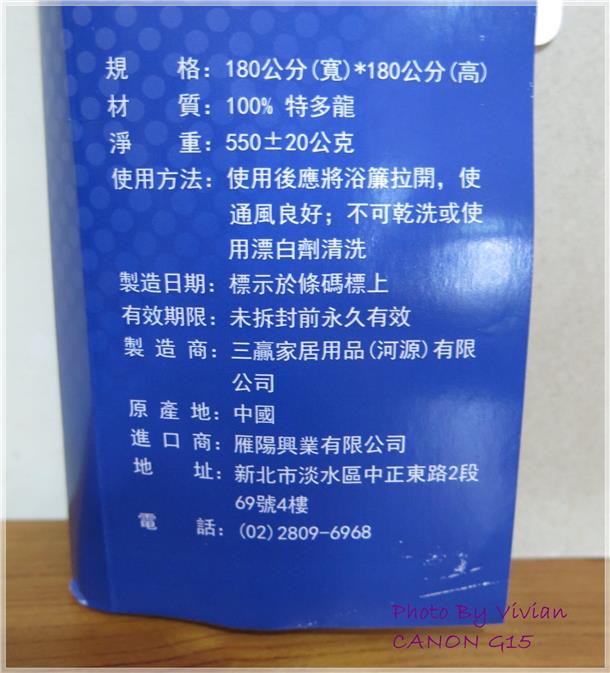 規　　格：180公分(寬)*180公分(高)
材　　質：100% 特多龍
淨　　重：550±20公克
使用方法：使用後應將浴簾拉開，使
通風良好；不可乾洗或使
用漂白劑清洗
製造日期：標示於條碼標上
有效期限：未拆封前永久有效
製 造 商：三贏家居用品(河源)有限
公司
原 產 地：中國
進 口 商：雁陽興業有限公司
地　　址：新北市淡水區中正東路2段
69號4樓
電　　話：(02)2809-6968
Photo By Vivian
CANON G15